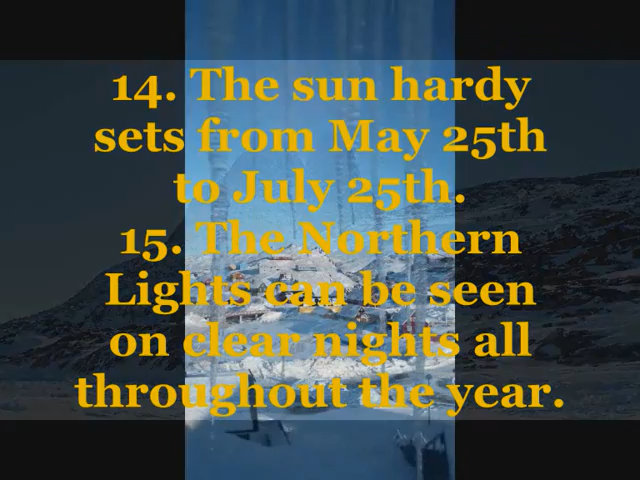 14. The sun hardy
sets from May 25th
to July 25th.
15. The Northern
Lights can be seen
on clear nights all
throughout the year.